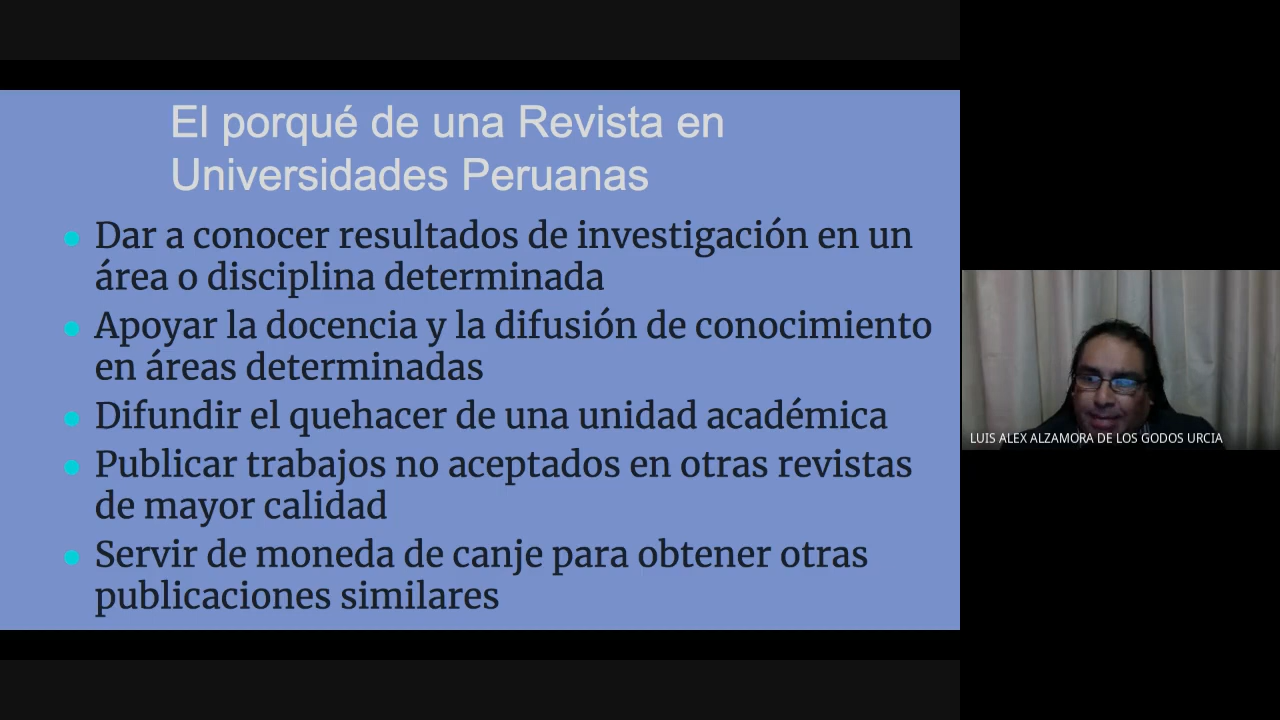 El porqué de una Revista en
Universidades Peruanas
Dar a conocer resultados de investigación en un
área o disciplina determinada
Apoyar la docencia y la difusión de conocimiento
en áreas determinadas
Difundir el quehacer de una unidad académica
Publicar trabajos no aceptados en otras revistas
de mayor calidad
Servir de moneda de canje para obtener otras
publicaciones similares
LUIS ALEX ALZAMORA DE LOS GODOS URCIA